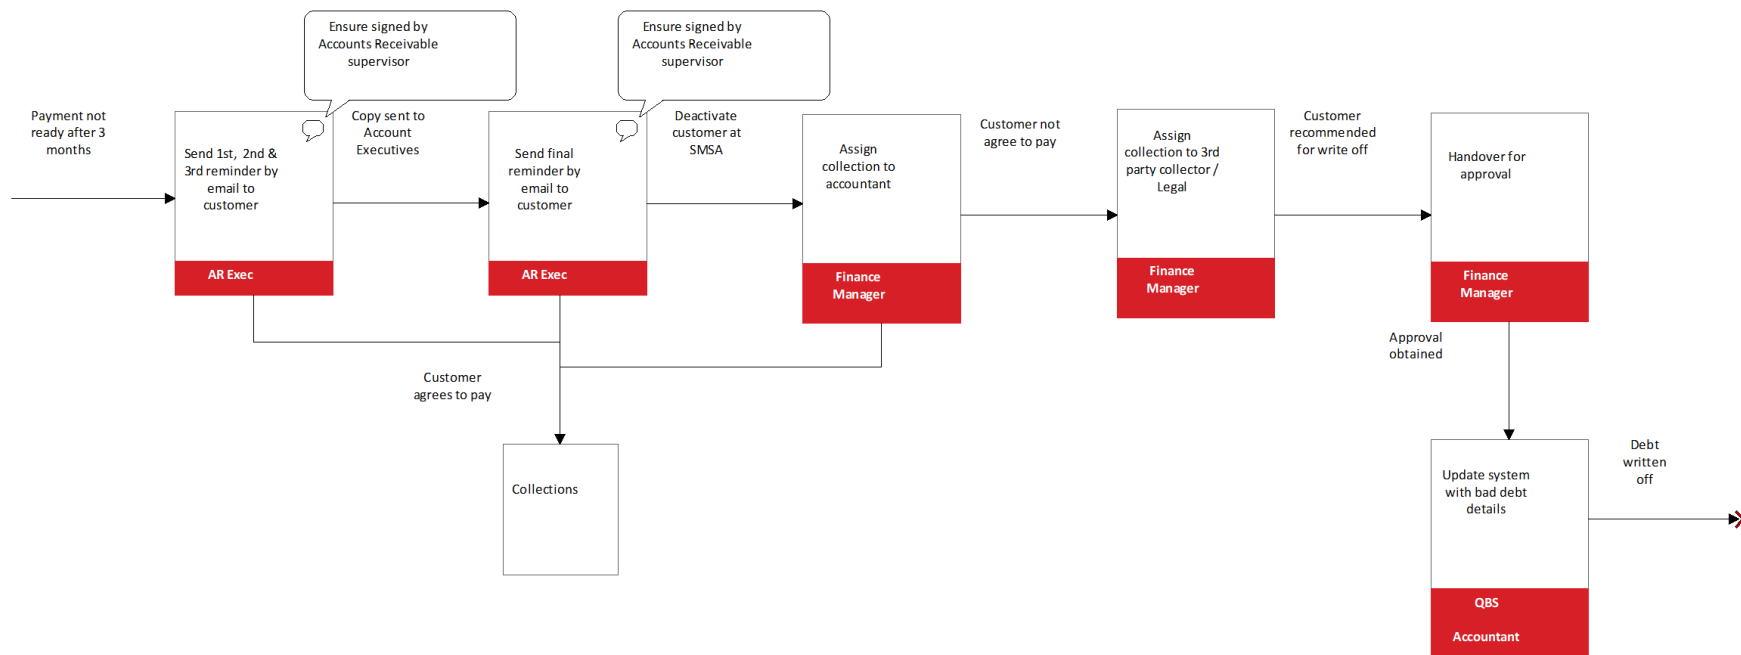 Ensure signed by
Accounts Receivable
supervisor
Ensure signed by
Accounts Receivable
supervisor
Payment not
ready after 3
months
Send 1st, 2nd &
3rd reminder by
email to
customer
AR Exec
Copy sent to
Account
Executives
Send final
reminder by
email to
customer
AR Exec
Deactivate
customer at
SMSA
Assign
collection to
accountant
Finance
Manager
Customer not
agree to pay
Assign
collection to 3rd
party collector /
Legal
Finance
Manager
Customer
recommended
for write off
Handover for
approval
Finance
Manager
Approval
obtained
Customer
agrees to pay
Collections
Update system
with bad debt
details
QBS
Accountant
Debt
written
off